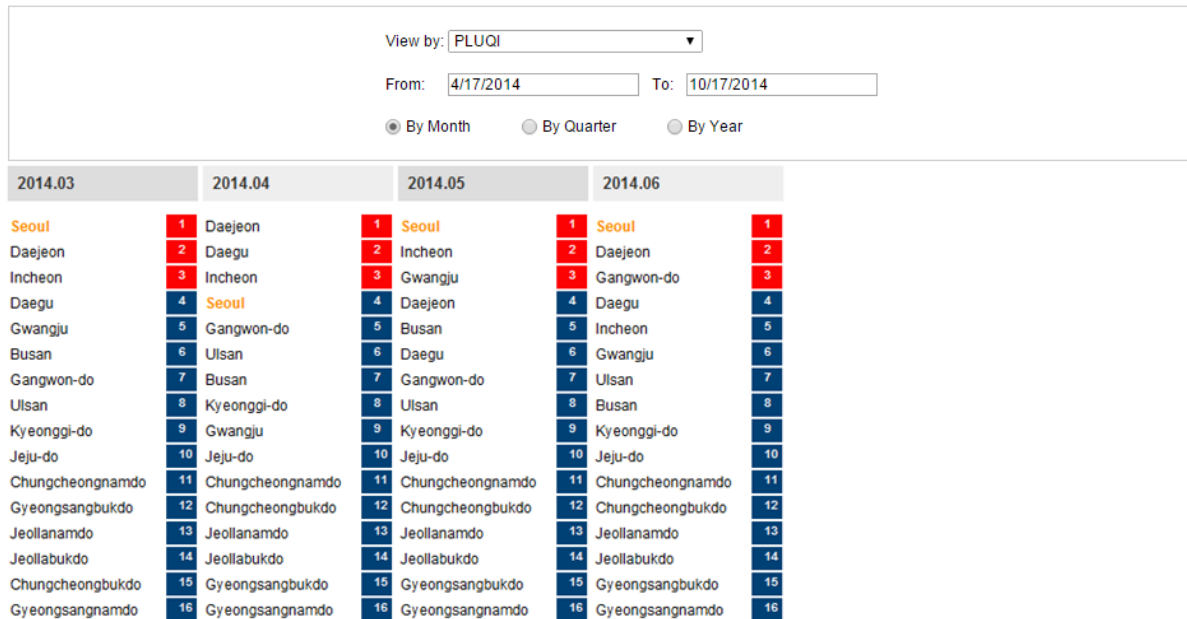 View by: PLUQI
From: 4/17/2014 To: 10/17/2014
By Month By Quarter By Year
2014.03 2014.04 2014.05 2014.06
Seoul 1 Daejeon 1 Seoul 1 Seoul 1
Daejeon 2 Daegu 2 Incheon 2 Daejeon 2
Incheon 3 Incheon 3 Gwangju 3 Gangwon-do 3
Daegu 4 Seoul 4 Daejeon 4 Daegu 4
Gwangju 5 Gangwon-do 5 Busan 5 Incheon 5
Busan 6 Ulsan 6 Daegu 6 Gwangju 6
Gangwon-do 7 Busan 7 Gangwon-do 7 Ulsan 7
Ulsan 8 Kyeonggi-do 8 Ulsan 8 Busan 8
Kyeonggi-do 9 Gwangju 9 Kyeonggi-do 9 Kyeonggi-do 9
Jeju-do 10 Jeju-do 10 Jeju-do 10 Jeju-do 10
Chungcheongnamdo 11 Chungcheongnamdo 11 Chungcheongnamdo 11 Chungcheongnamdo 11
Gyeongsangbukdo 12 Chungcheongbukdo 12 Chungcheongbukdo 12 Chungcheongbukdo 12
Jeollanamdo 13 Jeollanamdo 13 Jeollanamdo 13 Jeollanamdo 13
Jeollabukdo 14 Jeollabukdo 14 Jeollabukdo 14 Jeollabukdo 14
Chungcheongbukdo 15 Gyeongsangbukdo 15 Gyeongsangbukdo 15 Gyeongsangbukdo 15
Gyeongsangnamdo 16 Gyeongsangnamdo 16 Gyeongsangnamdo 16 Gyeongsangnamdo 16